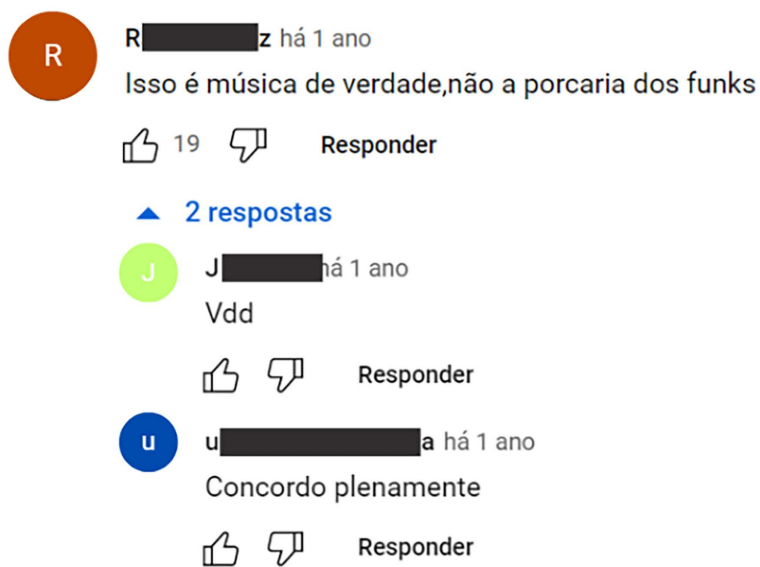 R
R z há 1 ano
Isso é música de verdade,não a porcaria dos funks
19 Responder
2 respostas
J
J há 1 ano
Vdd
Responder
u
u a há 1 ano
Concordo plenamente
Responder